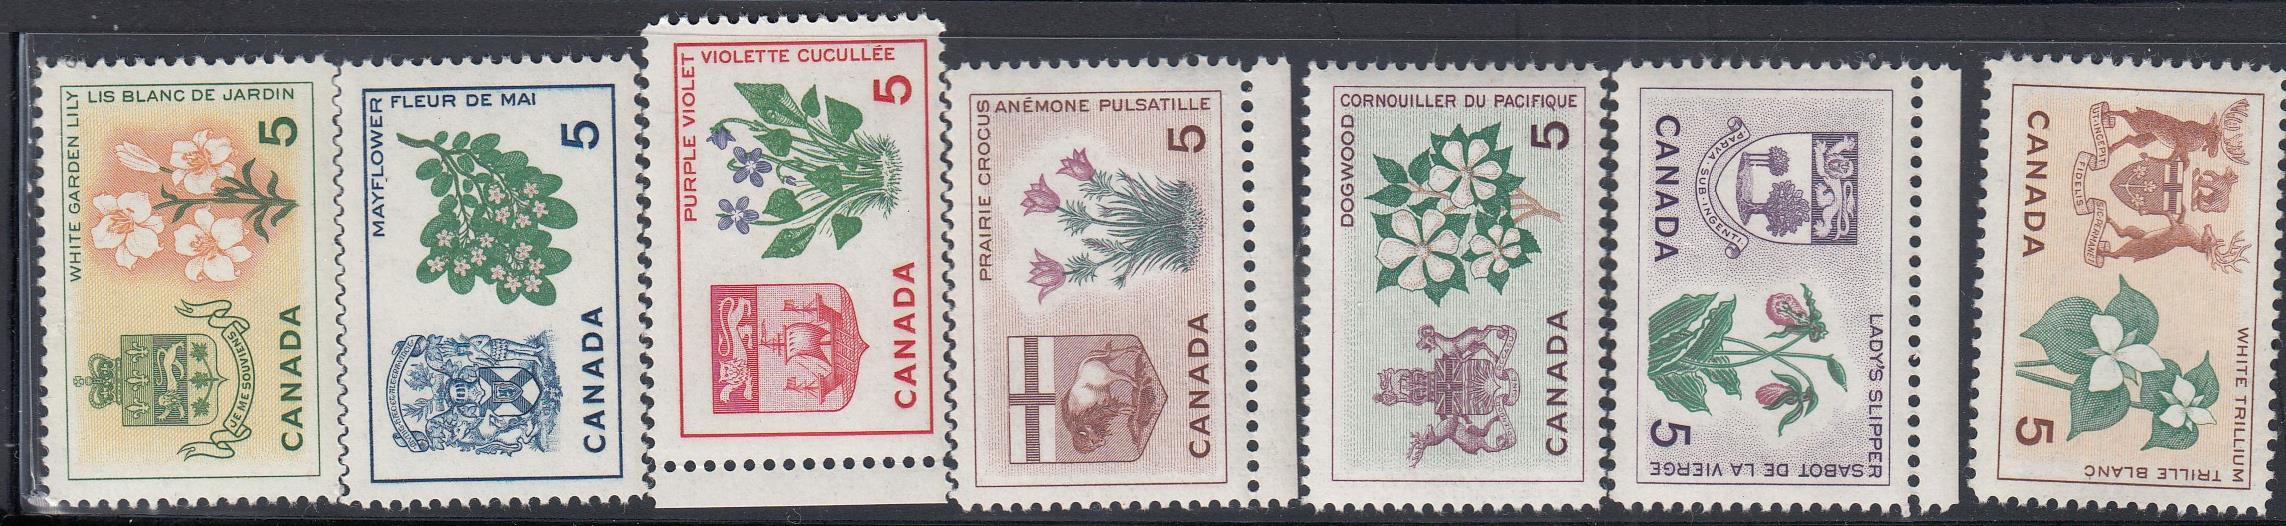 WHITE GARDEN LILY
LIS BLANC DE JARDIN
5
JE ME SOUVIENS
CANADA
MAYFLOWER
FLEUR DE MAI
5
CANADA
PURPLE VIOLET
VIOLETTE CUCULLÉE
5
CANADA
PRAIRIE CROCUS
ANÉMONE PULSATILLE
5
CANADA
DOGWOOD
CORNOUILLER DU PACIFIQUE
5
CANADA
CANADA
PARVA · SUB · INGENTI
5
LADY'S SLIPPER
SABOT DE LA VIERGE
CANADA
UT·INCEPIT
FIDELIS
SIC·PERMANET
5
WHITE TRILLIUM
TRILLE BLANC